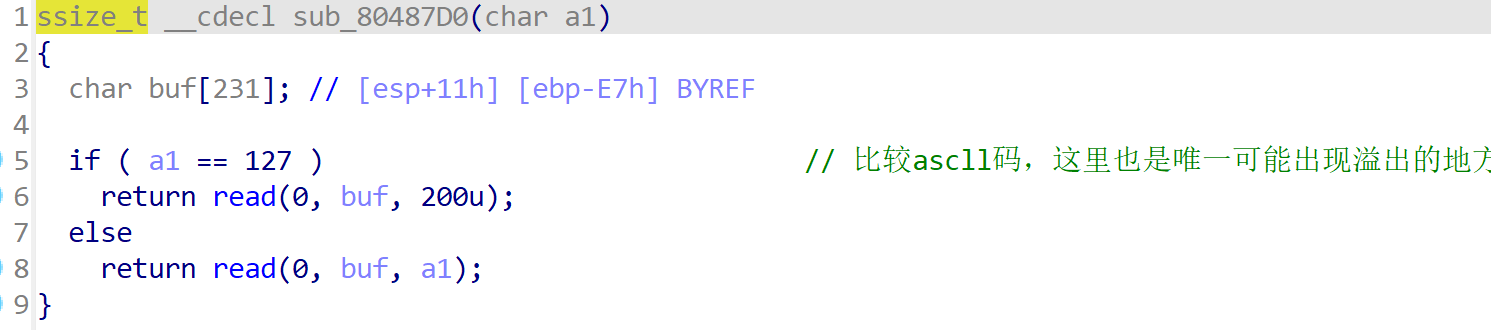 1 ssize_t __cdecl sub_80487D0(char a1)
2 {
3 char buf[231]; // [esp+11h] [ebp-E7h] BYREF
4
5 if ( a1 == 127 ) // 比较ascll码，这里也是唯一可能出现溢出的地方
6 return read(0, buf, 200u);
7 else
8 return read(0, buf, a1);
9 }